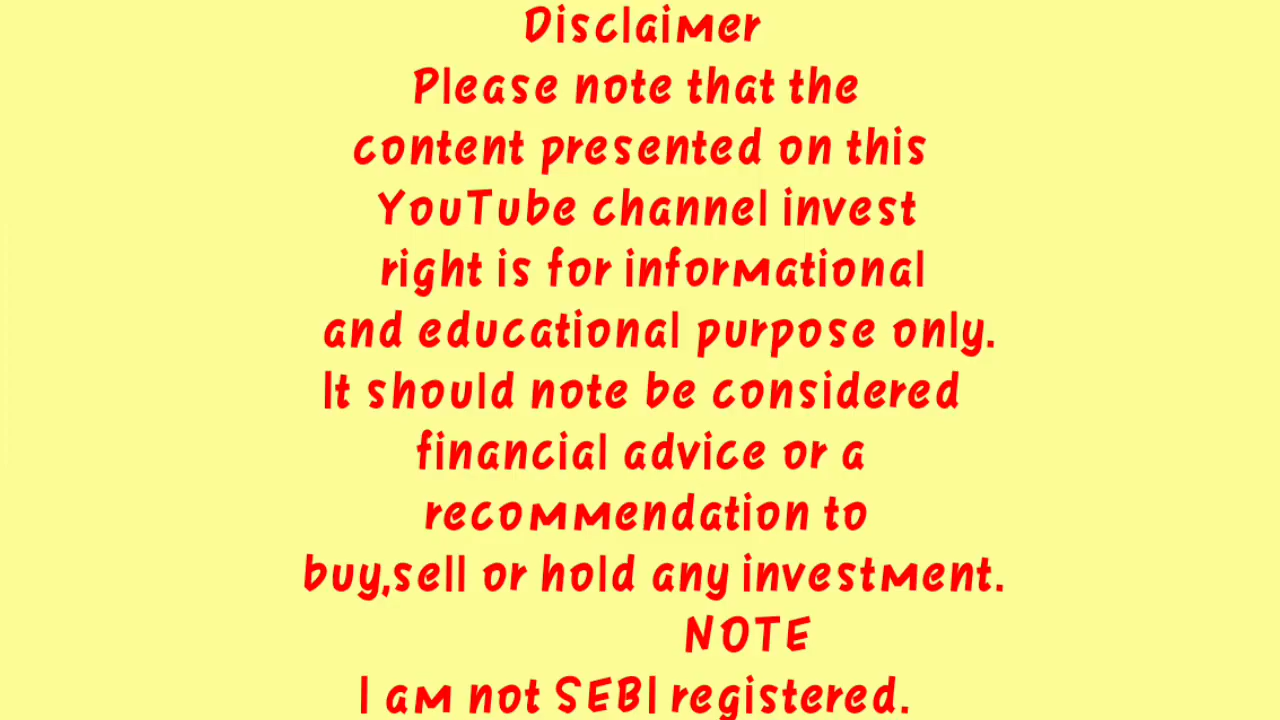 Disclaimer
Please note that the
content presented on this
YouTube channel invest
right is for informational
and educational purpose only.
It should note be considered
financial advice or a
recommendation to
buy,sell or hold any investment.
NOTE
I am not SEBI registered.